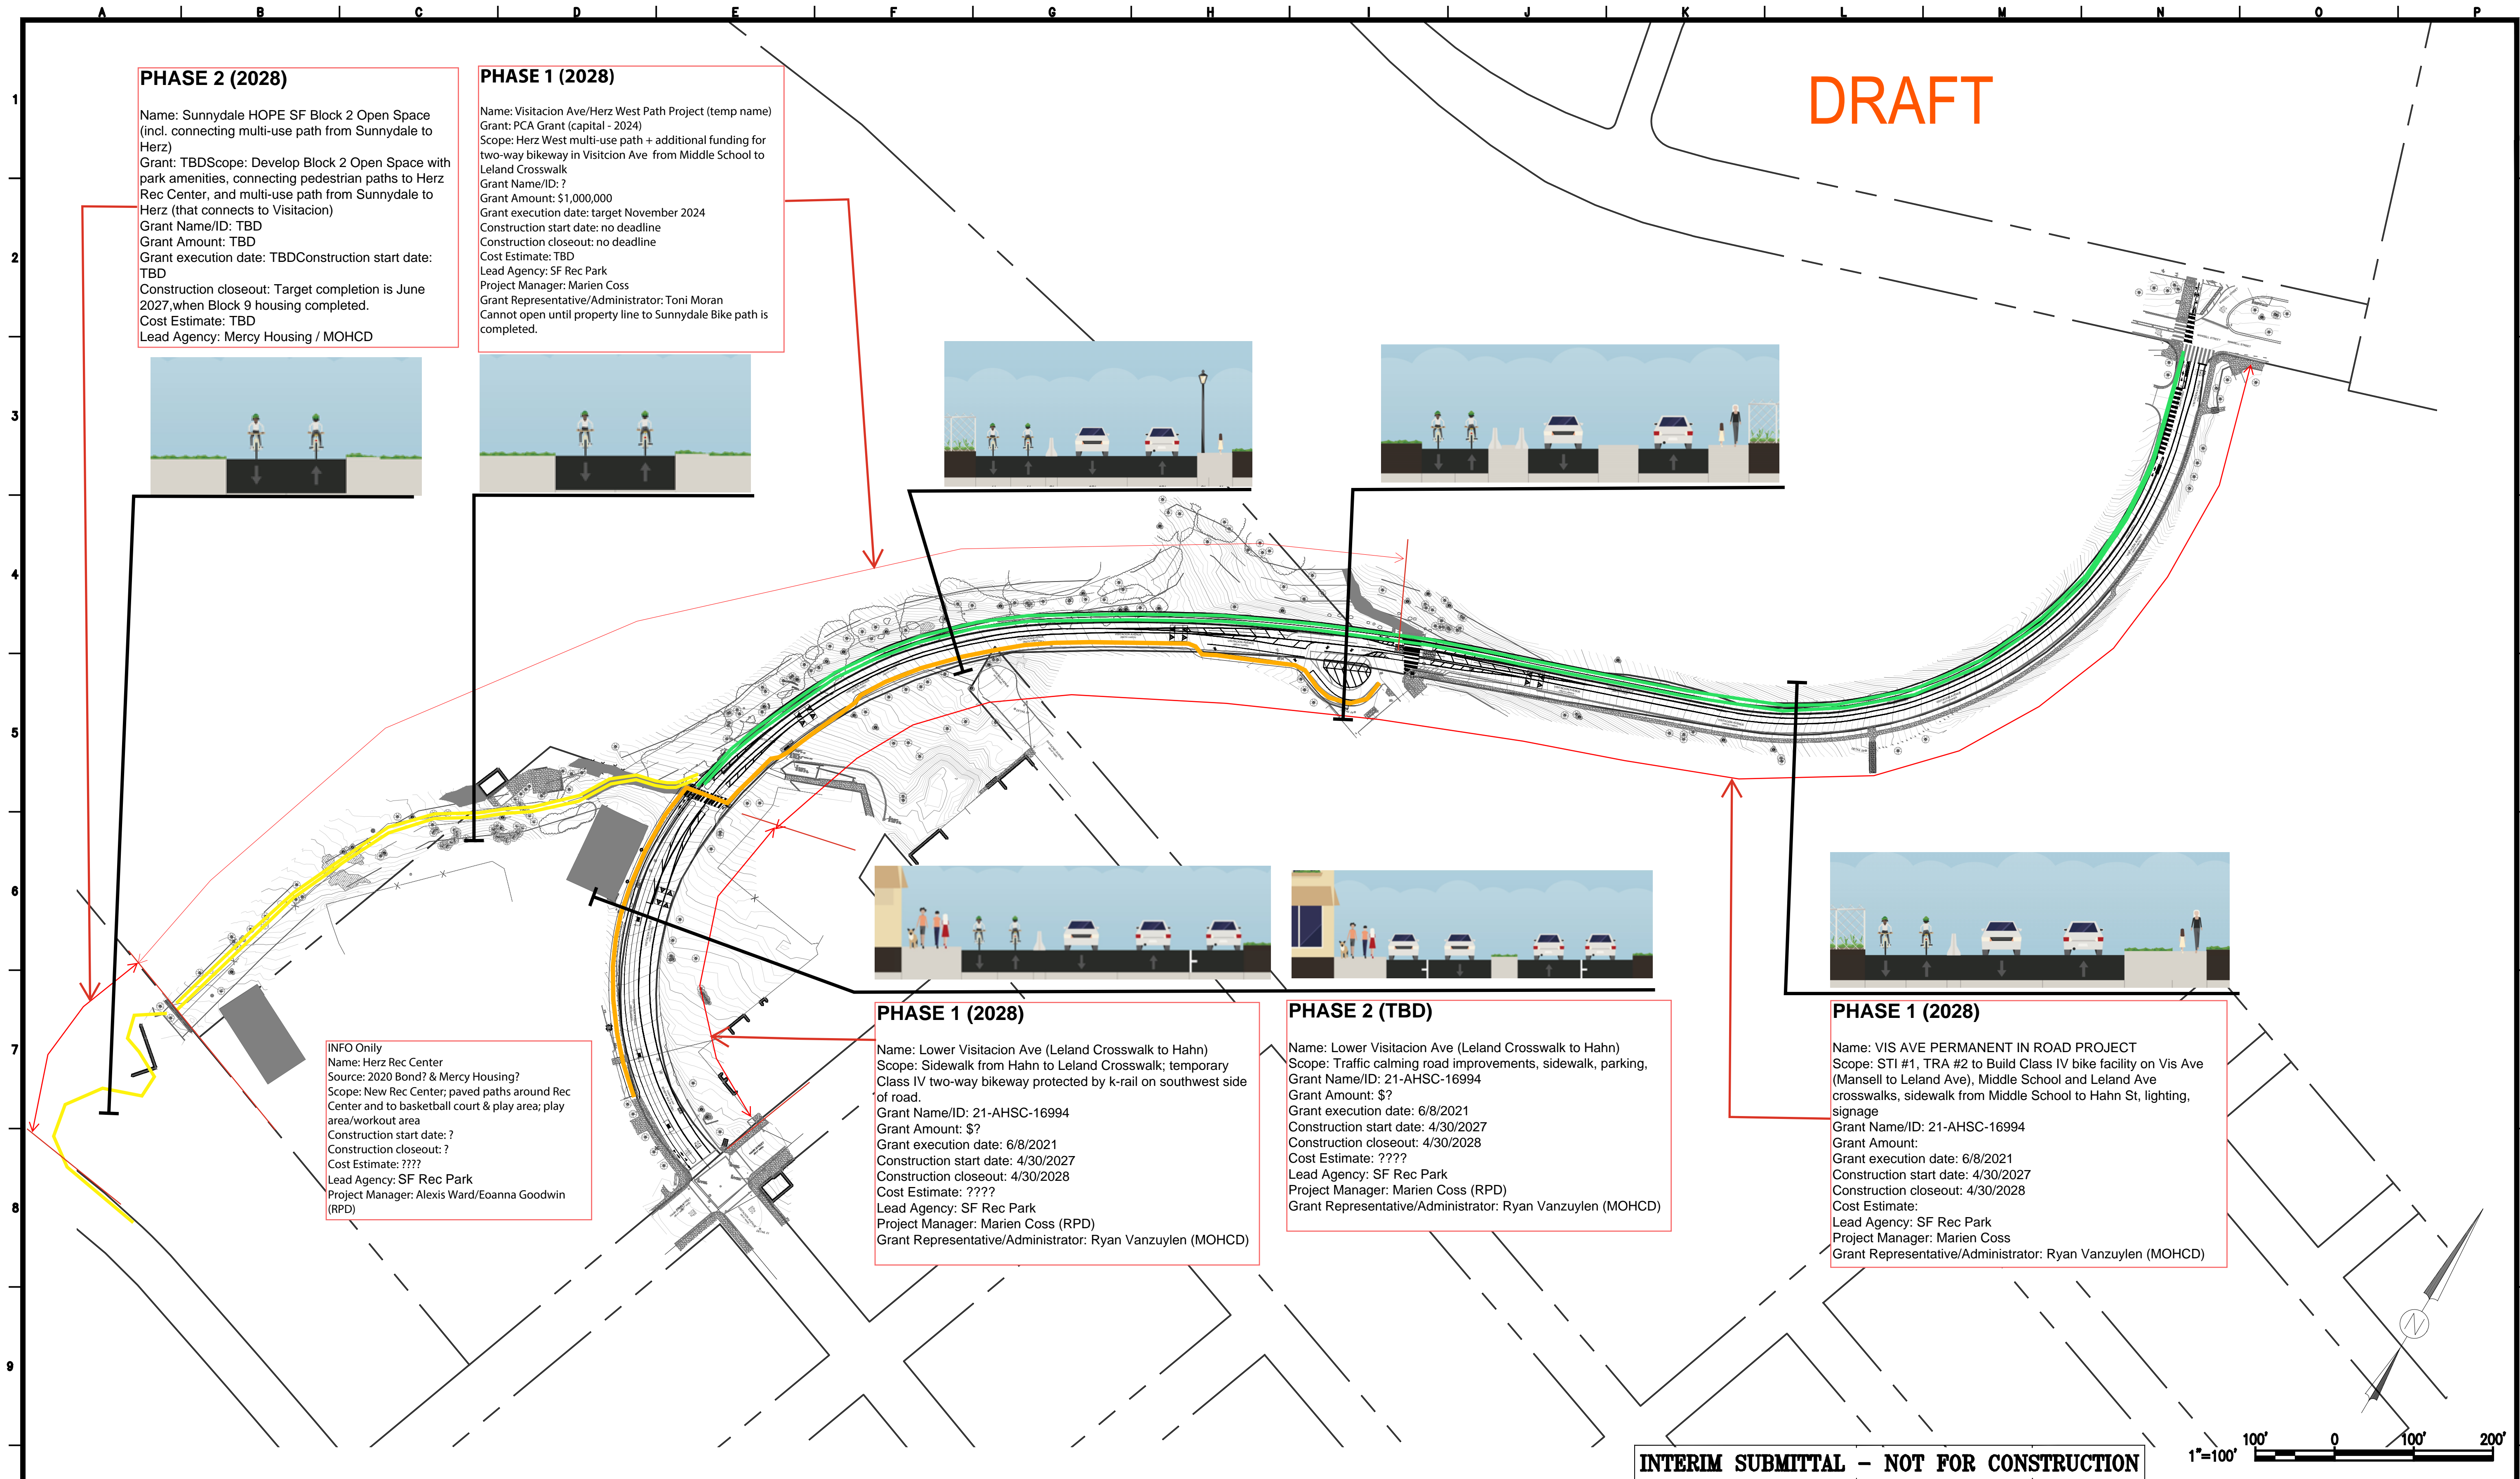 A B C D E F G H I J K L M N O P
1
2
3
4
5
6
7
8
9
DRAFT
PHASE 2 (2028)
Name: Sunnydale HOPE SF Block 2 Open Space
(incl. connecting multi-use path from Sunnydale to
Herz)
Grant: TBDScope: Develop Block 2 Open Space with
park amenities, connecting pedestrian paths to Herz
Rec Center, and multi-use path from Sunnydale to
Herz (that connects to Visitacion)
Grant Name/ID: TBD
Grant Amount: TBD
Grant execution date: TBDConstruction start date:
TBD
Construction closeout: Target completion is June
2027,when Block 9 housing completed.
Cost Estimate: TBD
Lead Agency: Mercy Housing / MOHCD
PHASE 1 (2028)
Name: Visitacion Ave/Herz West Path Project (temp name)
Grant: PCA Grant (capital - 2024)
Scope: Herz West multi-use path + additional funding for
two-way bikeway in Visitcion Ave from Middle School to
Leland Crosswalk
Grant Name/ID: ?
Grant Amount: $1,000,000
Grant execution date: target November 2024
Construction start date: no deadline
Construction closeout: no deadline
Cost Estimate: TBD
Lead Agency: SF Rec Park
Project Manager: Marien Coss
Grant Representative/Administrator: Toni Moran
Cannot open until property line to Sunnydale Bike path is
completed.
INFO Only
Name: Herz Rec Center
Source: 2020 Bond? & Mercy Housing?
Scope: New Rec Center; paved paths around Rec
Center and to basketball court & play area; play
area/workout area
Construction start date: ?
Construction closeout: ?
Cost Estimate: ????
Lead Agency: SF Rec Park
Project Manager: Alexis Ward/Eoanna Goodwin
(RPD)
PHASE 1 (2028)
Name: Lower Visitacion Ave (Leland Crosswalk to Hahn)
Scope: Sidewalk from Hahn to Leland Crosswalk; temporary
Class IV two-way bikeway protected by k-rail on southwest side
of road.
Grant Name/ID: 21-AHSC-16994
Grant Amount: $?
Grant execution date: 6/8/2021
Construction start date: 4/30/2027
Construction closeout: 4/30/2028
Cost Estimate: ????
Lead Agency: SF Rec Park
Project Manager: Marien Coss (RPD)
Grant Representative/Administrator: Ryan Vanzuylen (MOHCD)
PHASE 2 (TBD)
Name: Lower Visitacion Ave (Leland Crosswalk to Hahn)
Scope: Traffic calming road improvements, sidewalk, parking,
Grant Name/ID: 21-AHSC-16994
Grant Amount: $?
Grant execution date: 6/8/2021
Construction start date: 4/30/2027
Construction closeout: 4/30/2028
Cost Estimate: ????
Lead Agency: SF Rec Park
Project Manager: Marien Coss (RPD)
Grant Representative/Administrator: Ryan Vanzuylen (MOHCD)
PHASE 1 (2028)
Name: VIS AVE PERMANENT IN ROAD PROJECT
Scope: STI #1, TRA #2 to Build Class IV bike facility on Vis Ave
(Mansell to Leland Ave), Middle School and Leland Ave
crosswalks, sidewalk from Middle School to Hahn St, lighting,
signage
Grant Name/ID: 21-AHSC-16994
Grant Amount:
Grant execution date: 6/8/2021
Construction start date: 4/30/2027
Construction closeout: 4/30/2028
Cost Estimate:
Lead Agency: SF Rec Park
Project Manager: Marien Coss
Grant Representative/Administrator: Ryan Vanzuylen (MOHCD)
N
INTERIM SUBMITTAL – NOT FOR CONSTRUCTION
1"=100'
100' 0 100' 200'